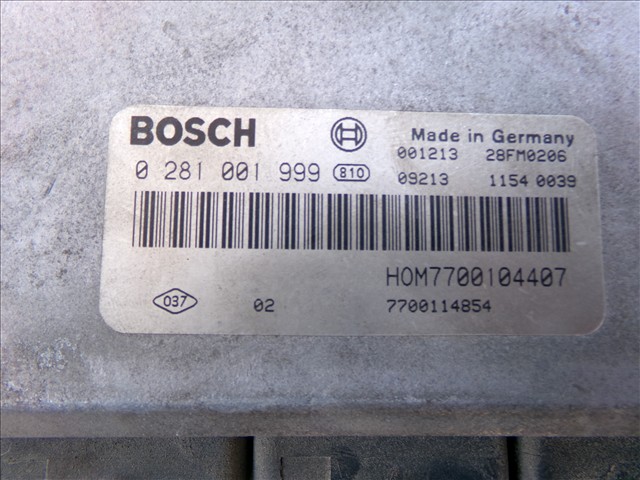 BOSCH Made in Germany
001213 28FM0206
0 281 001 999 810
09213 1154 0039
HOM7700104407
037 02 7700114854